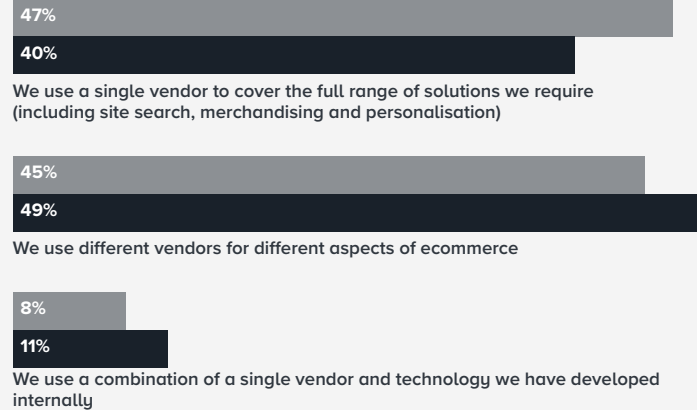 47%
40%
We use a single vendor to cover the full range of solutions we require
(including site search, merchandising and personalisation)
45%
49%
We use different vendors for different aspects of ecommerce
8%
11%
We use a combination of a single vendor and technology we have developed
internally